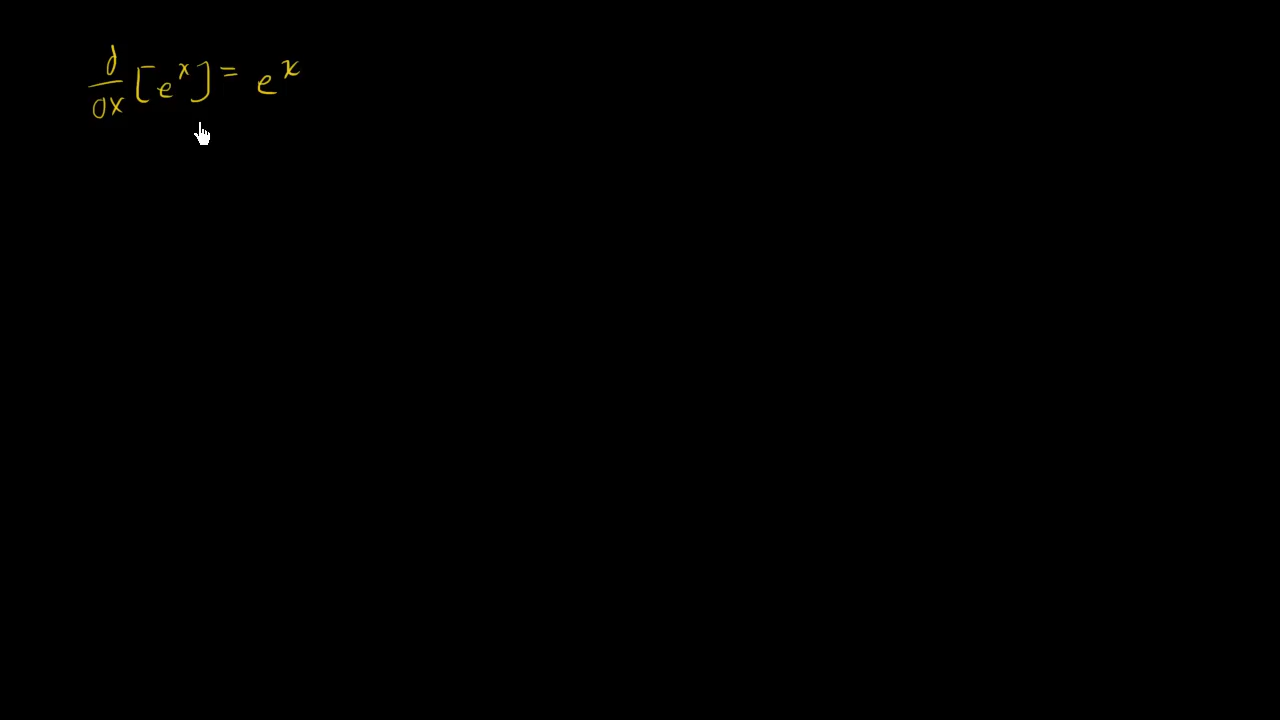 d/dx [e^x] = e^x